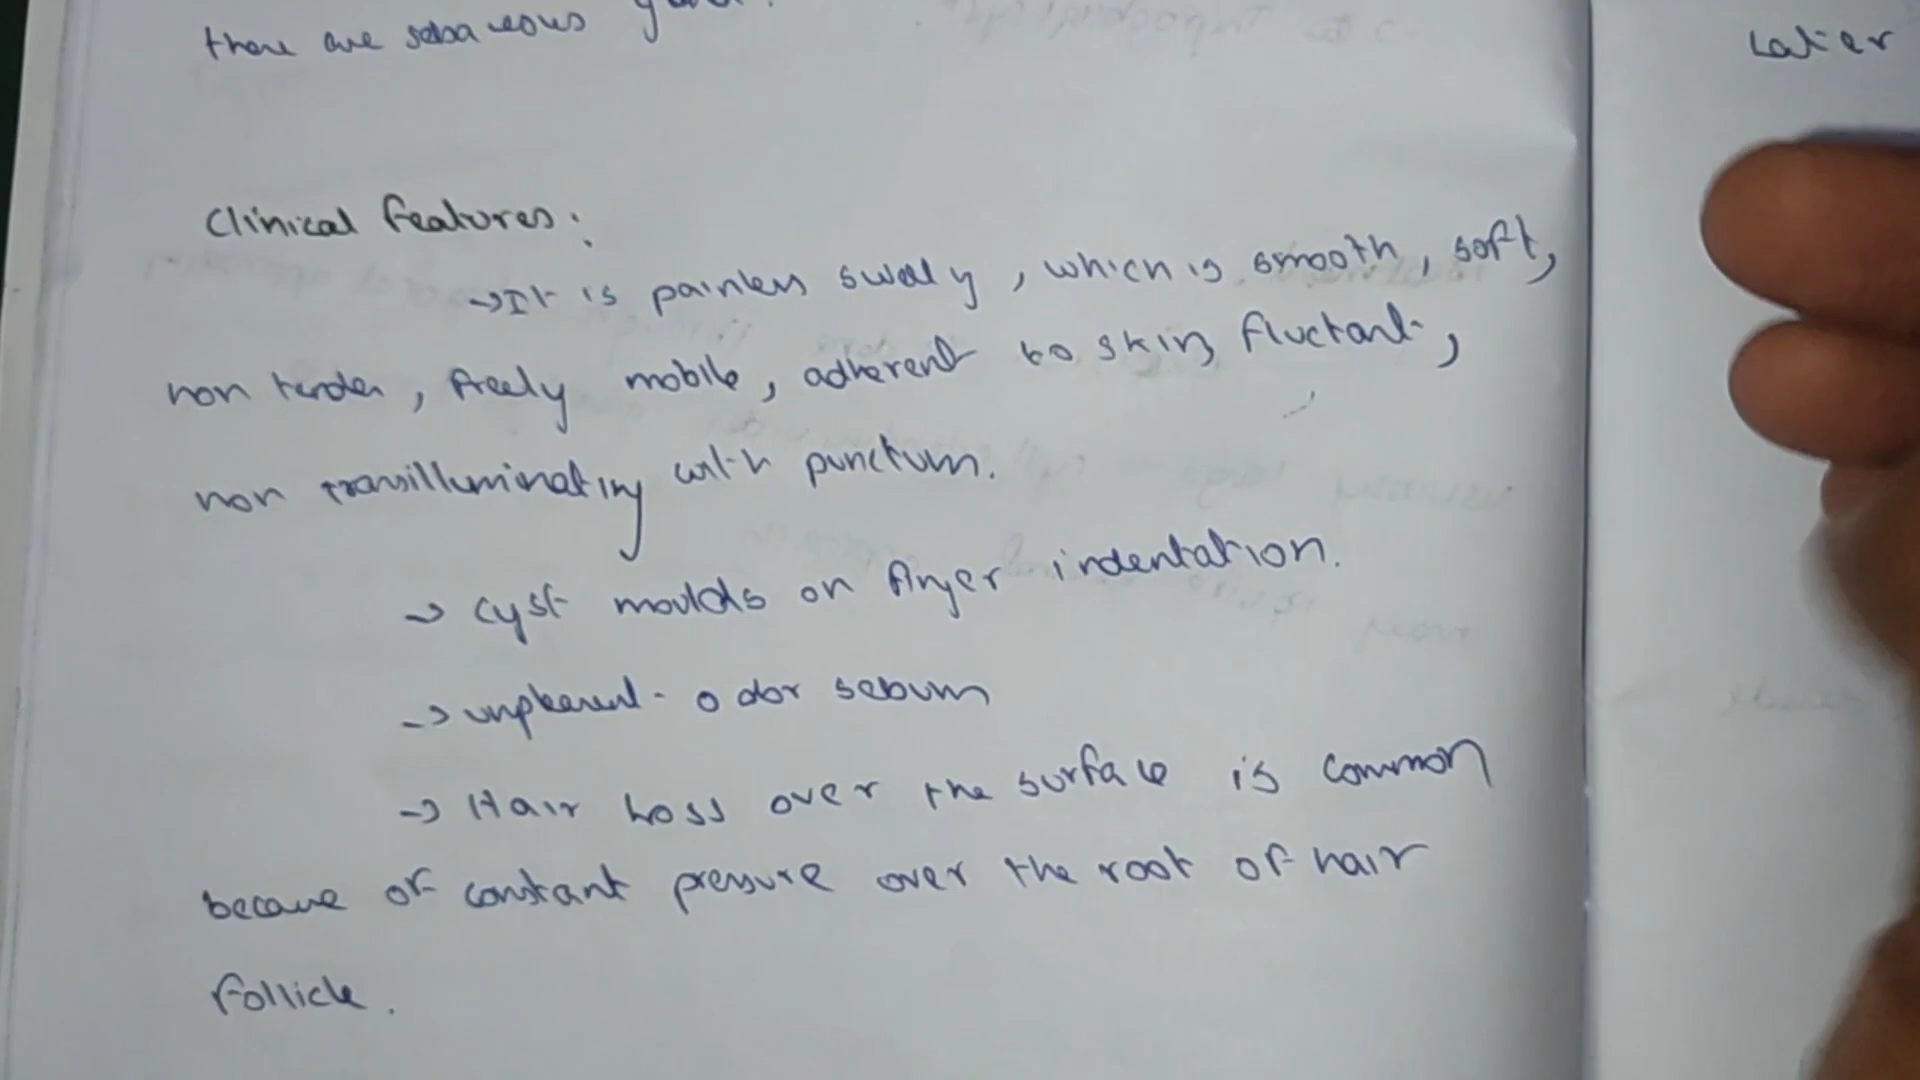 there are sebaceous
Later
Clinical features:
→ It is painless swelly, which is smooth, soft,
non tender, freely mobile, adherent to skin, fluctant,
non transilluminating with punctum.
→ cyst moulds on finger indentation.
→ unpleasent odor sebum
→ Hair loss over the surface is common
because of constant pressure over the root of hair
follicle.